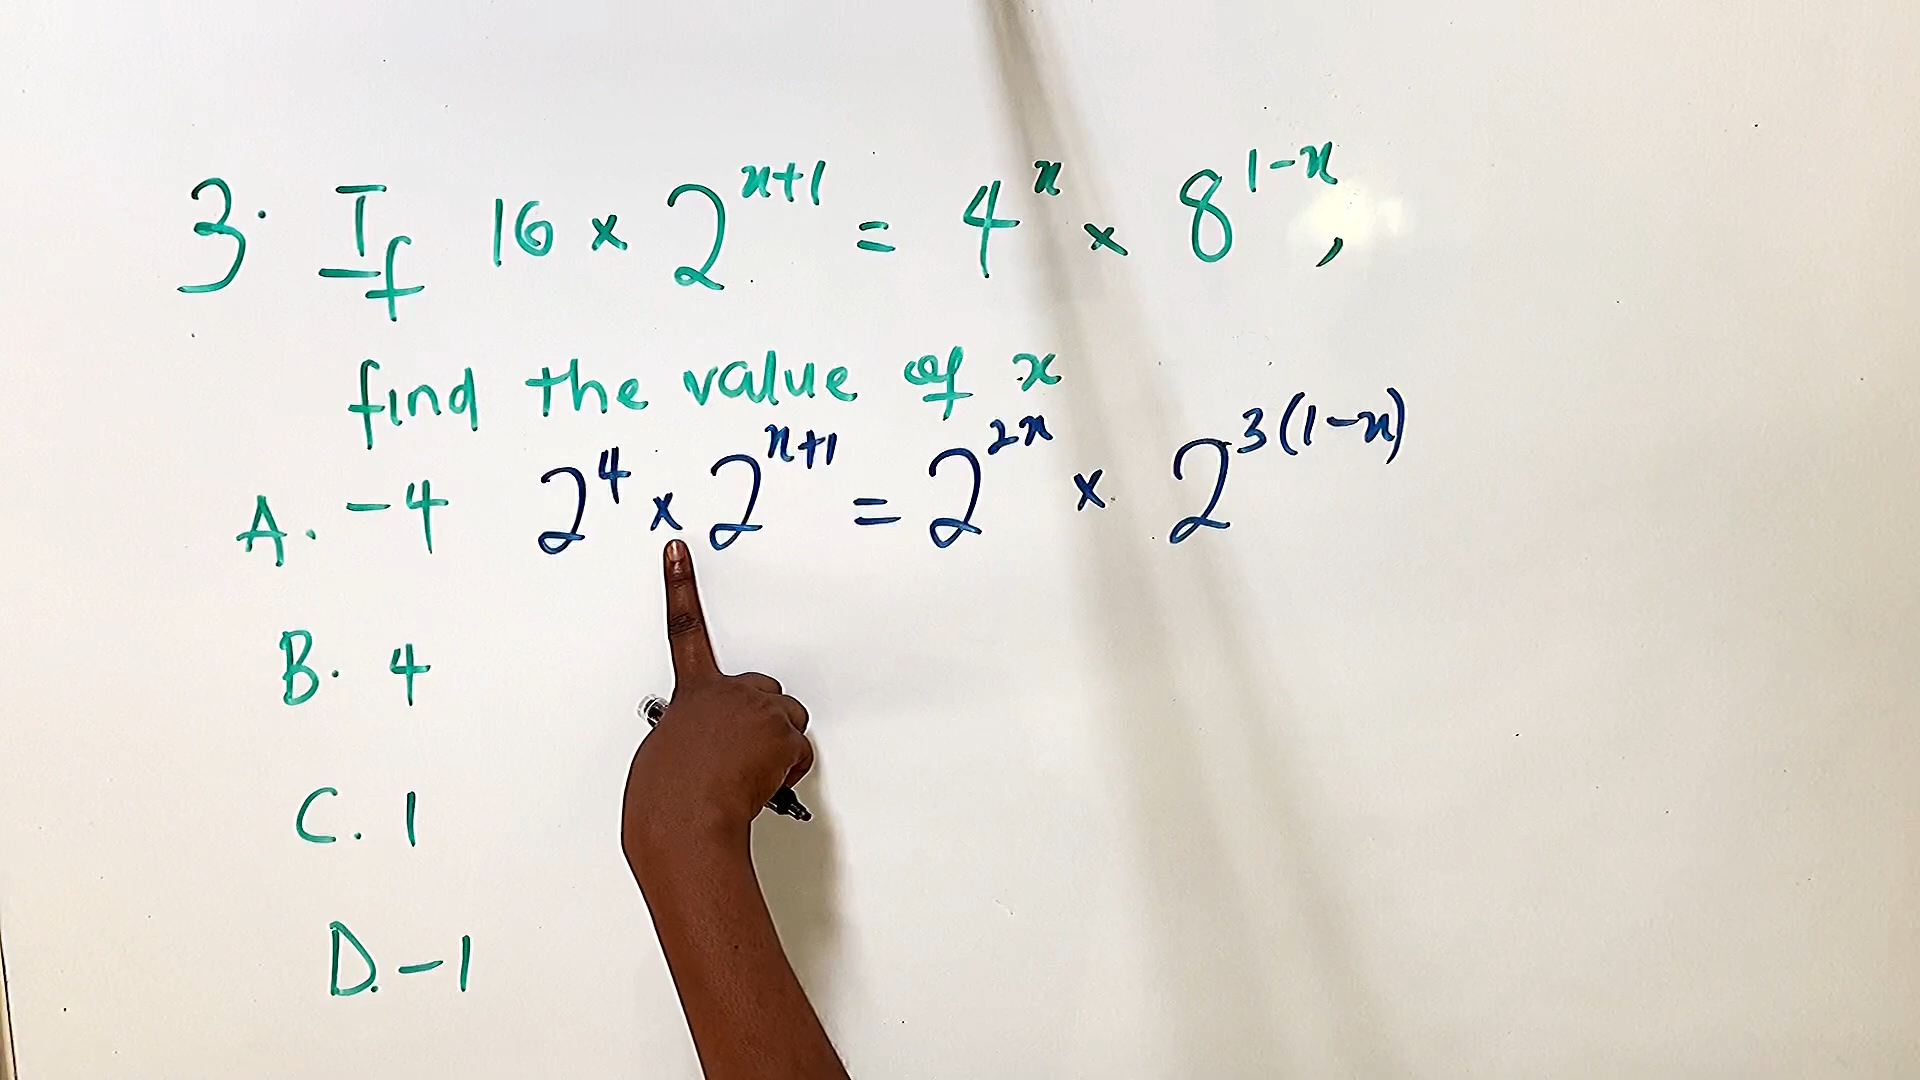 3. If 16 × 2^{x+1} = 4^{x} × 8^{1-x},
find the value of x
A. -4
2^{4} × 2^{x+1} = 2^{2x} × 2^{3(1-x)}
B. 4
C. 1
D. -1